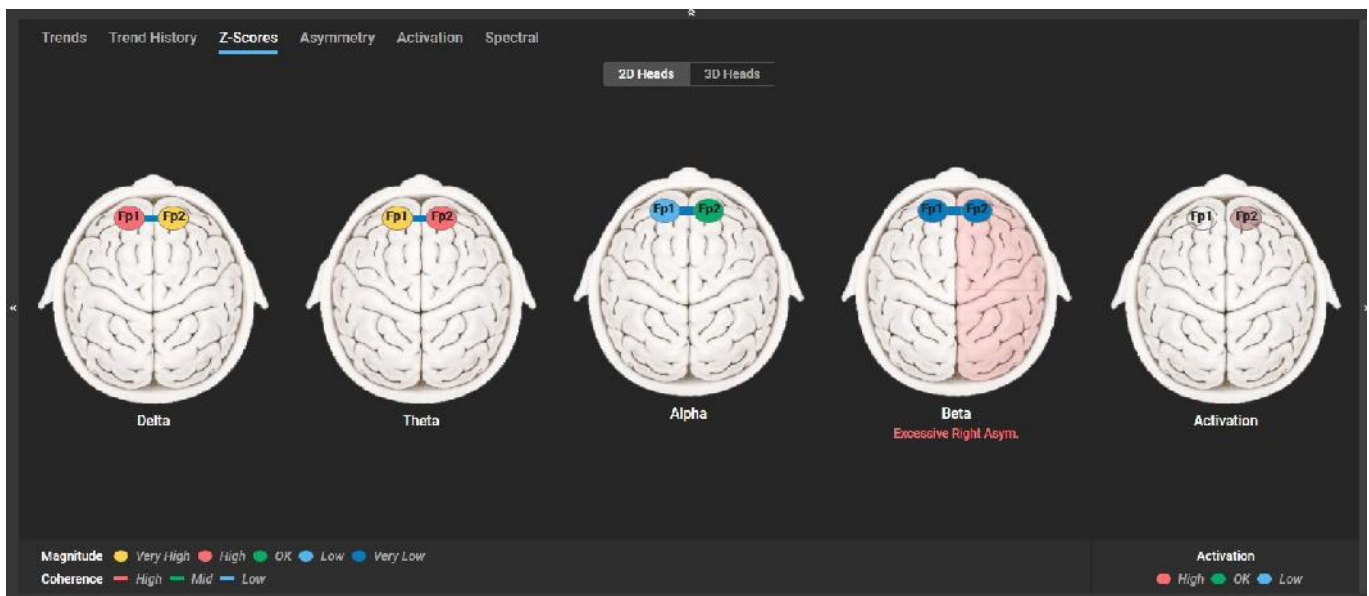 Trends Trend History Z-Scores Asymmetry Activation Spectral
2D Heads 3D Heads
Fp1 Fp2 Fp1 Fp2 Fp1 Fp2 Fp1 Fp2 Fp1 Fp2
Delta Theta Alpha Beta Activation
Excessive Right Asym.
Magnitude Very High High OK Low Very Low
Coherence High Mid Low
Activation
High OK Low